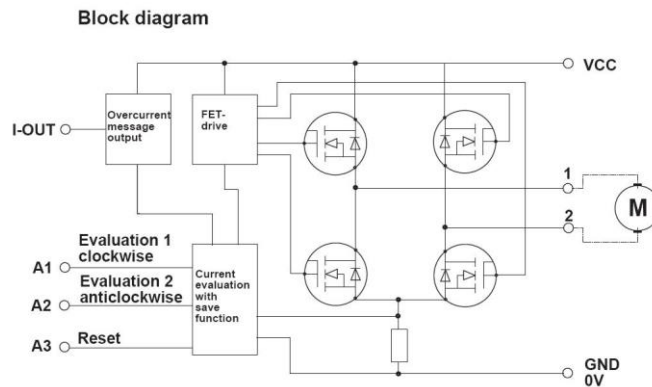 Block diagram
VCC
Overcurrent
message
output
FET-
drive
I-OUT
1
M
2
Evaluation 1
clockwise
A1
Evaluation 2
anticlockwise
A2
Reset
A3
Current
evaluation
with
save
function
GND
0V